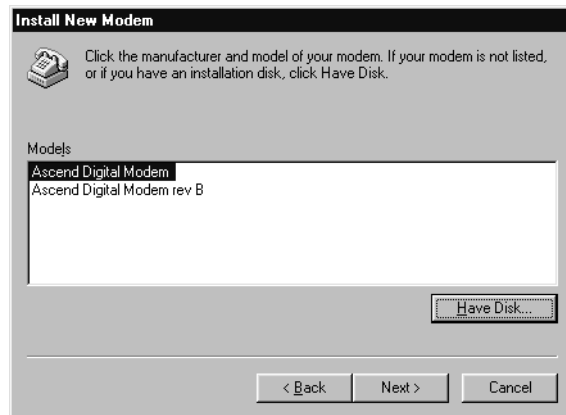 Install New Modem
Click the manufacturer and model of your modem. If your modem is not listed,
or if you have an installation disk, click Have Disk.
Models
Ascend Digital Modem
Ascend Digital Modem rev B
Have Disk...
< Back
Next >
Cancel